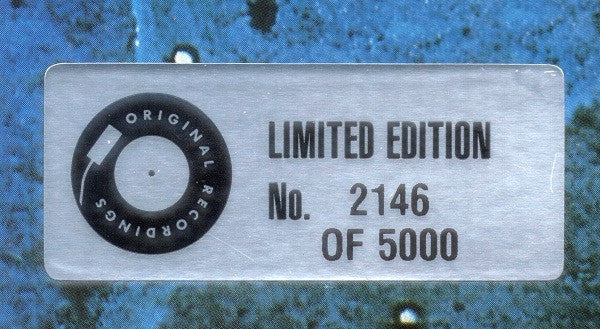 ORIGINAL RECORDINGS
LIMITED EDITION
No. 2146
OF 5000